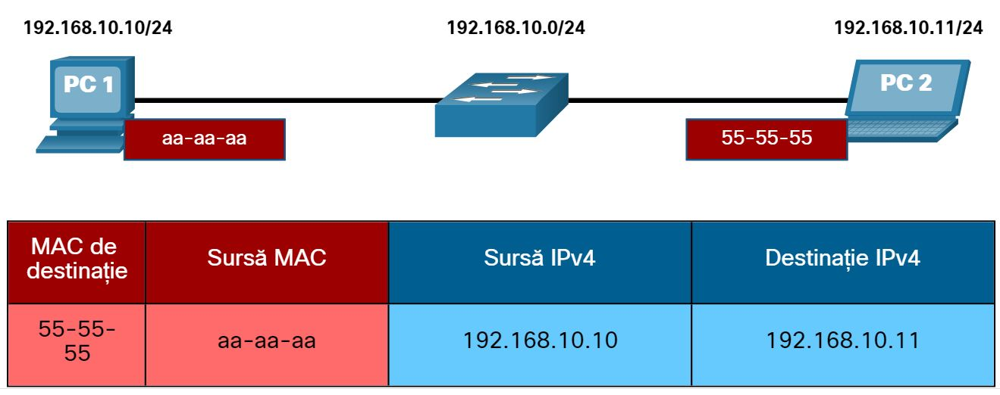 192.168.10.10/24
192.168.10.0/24
192.168.10.11/24
PC 1
PC 2
aa-aa-aa
55-55-55
MAC de
destinație
Sursă MAC
Sursă IPv4
Destinație IPv4
55-55-
55
aa-aa-aa
192.168.10.10
192.168.10.11